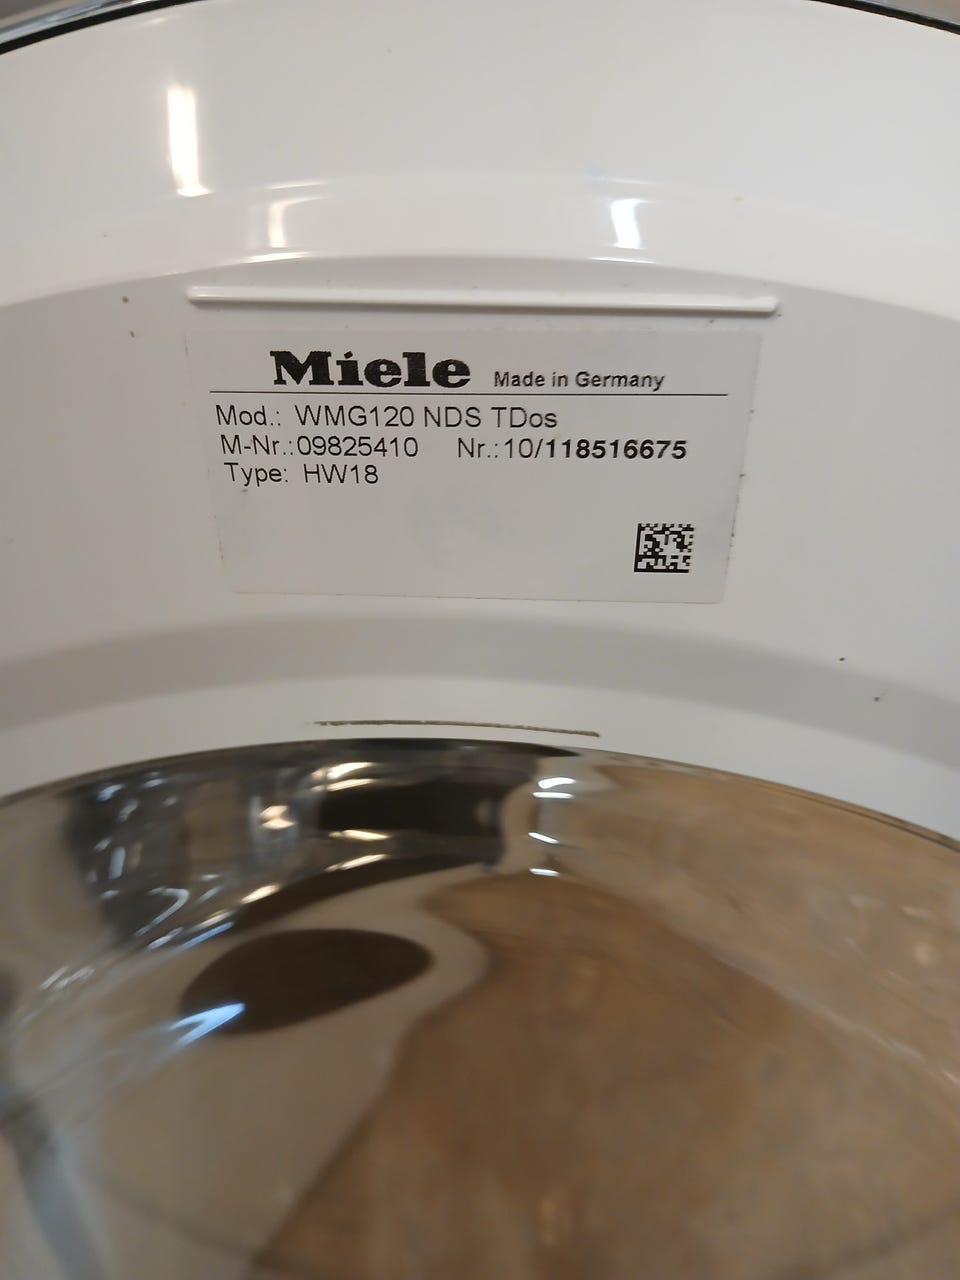 Miele Made in Germany
Mod.: WMG120 NDS TDos
M-Nr.:09825410 Nr.:10/118516675
Type: HW18